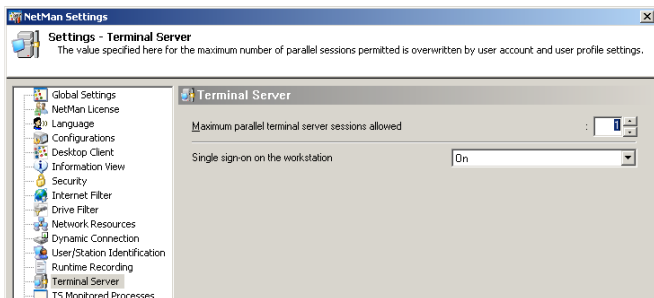 NetMan Settings
Settings - Terminal Server
The value specified here for the maximum number of parallel sessions permitted is overwritten by user account and user profile settings.
Global Settings
NetMan License
Language
Configurations
Desktop Client
Information View
Security
Internet Filter
Drive Filter
Network Resources
Dynamic Connection
User/Station Identification
Runtime Recording
Terminal Server
TS Monitored Processes
Terminal Server
Maximum parallel terminal server sessions allowed : 1
Single sign-on on the workstation On